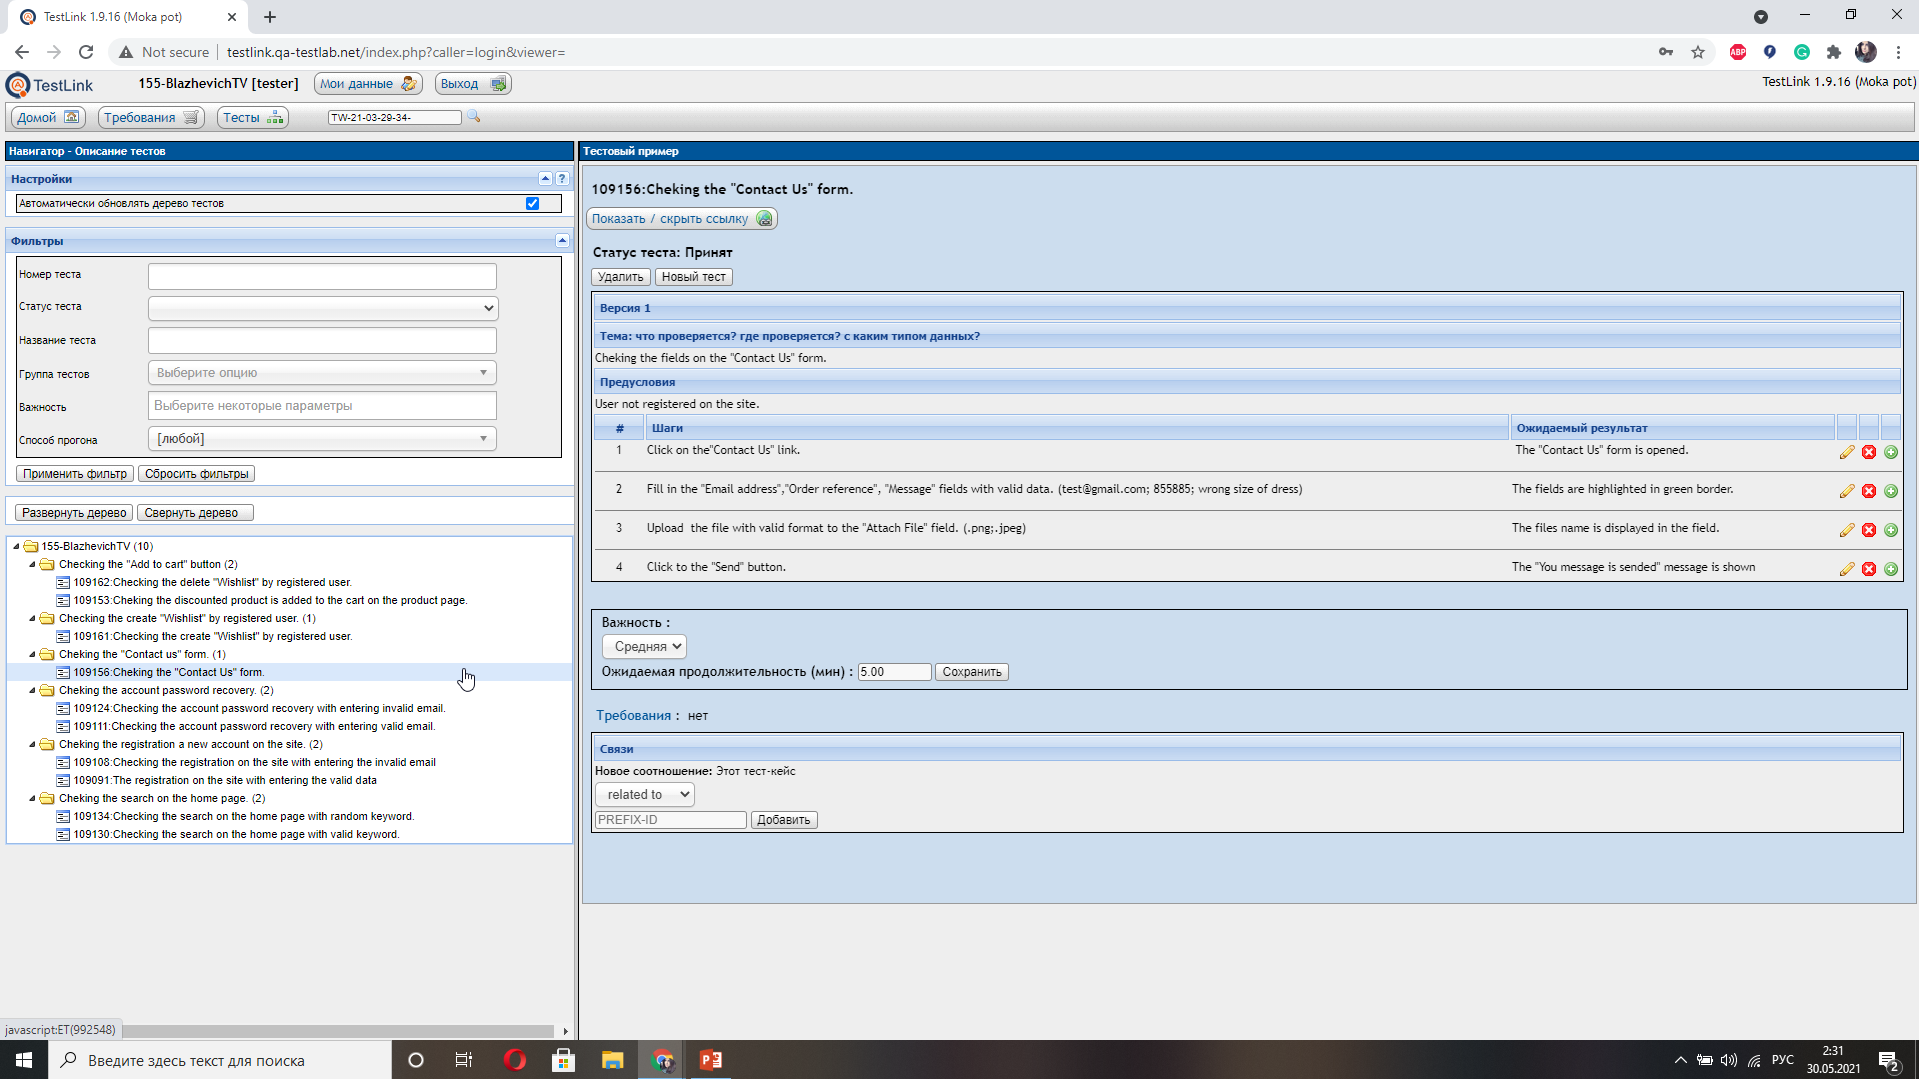 TestLink 1.9.16 (Moka pot)
Not secure
testlink.qa-testlab.net/index.php?caller=login&viewer=
ABP
TestLink
155-BlazhevichTV [tester]
Мои данные
Выход
TestLink 1.9.16 (Moka pot)
Домой
Требования
Тесты
TW-21-03-29-34-
Навигатор - Описание тестов
Настройки
?
Автоматически обновлять дерево тестов
Фильтры
Номер теста
Статус теста
Название теста
Группа тестов
Выберите опцию
Важность
Выберите некоторые параметры
Способ прогона
[любой]
Применить фильтр
Сбросить фильтры
Развернуть дерево
Свернуть дерево
155-BlazhevichTV (10)
Checking the "Add to cart" button (2)
109162:Checking the delete "Wishlist" by registered user.
109153:Cheking the discounted product is added to the cart on the product page.
Checking the create "Wishlist" by registered user. (1)
109161:Checking the create "Wishlist" by registered user.
Cheking the "Contact us" form. (1)
109156:Cheking the "Contact Us" form.
Cheking the account password recovery. (2)
109124:Checking the account password recovery with entering invalid email.
109111:Checking the account password recovery with entering valid email.
Cheking the registration a new account on the site. (2)
109108:Checking the registration on the site with entering the invalid email
109091:The registration on the site with entering the valid data
Cheking the search on the home page. (2)
109134:Checking the search on the home page with random keyword.
109130:Checking the search on the home page with valid keyword.
javascript:ET(992548)
Тестовый пример
109156:Cheking the "Contact Us" form.
Показать / скрыть ссылку
Статус теста: Принят
Удалить
Новый тест
Версия 1
Тема: что проверяется? где проверяется? с каким типом данных?
Cheking the fields on the "Contact Us" form.
Предусловия
User not registered on the site.
# Шаги Ожидаемый результат
1 Click on the"Contact Us" link. The "Contact Us" form is opened.
2 Fill in the "Email address","Order reference", "Message" fields with valid data. (test@gmail.com; 855885; wrong size of dress) The fields are highlighted in green border.
3 Upload the file with valid format to the "Attach File" field. (.png;.jpeg) The files name is displayed in the field.
4 Click to the "Send" button. The "You message is sended" message is shown
Важность :
Средняя
Ожидаемая продолжительность (мин) : 5.00 Сохранить
Требования : нет
Связи
Новое соотношение: Этот тест-кейс
related to
PREFIX-ID
Добавить
Введите здесь текст для поиска
РУС
2:31
30.05.2021
2